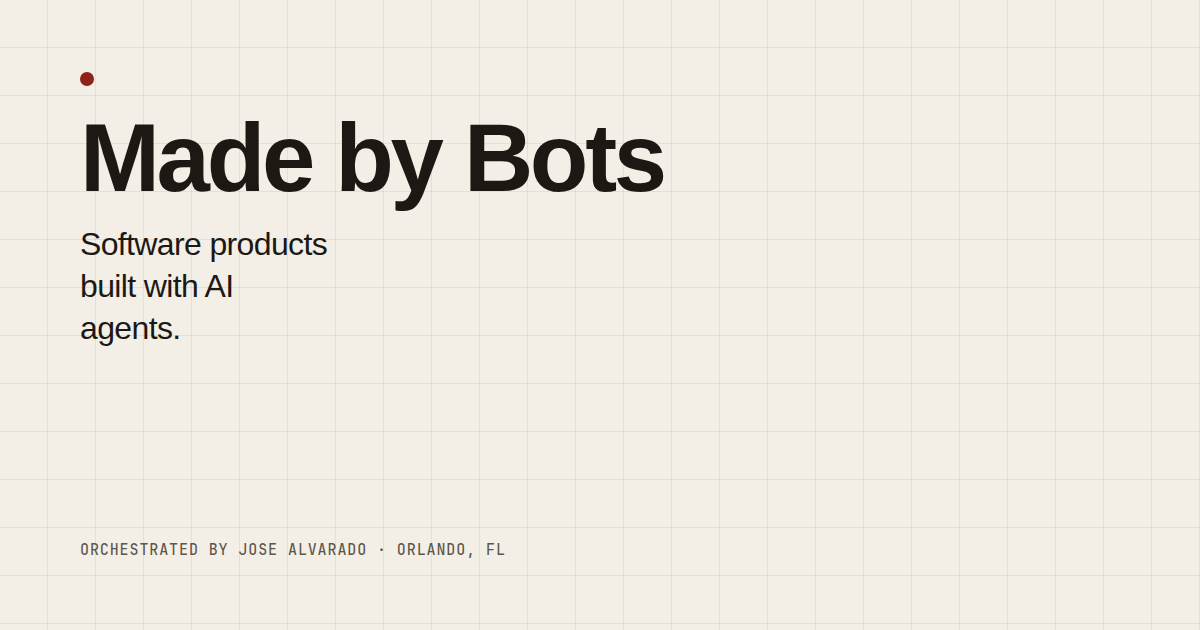 Made by Bots
Software products
built with AI
agents.
ORCHESTRATED BY JOSE ALVARADO · ORLANDO, FL